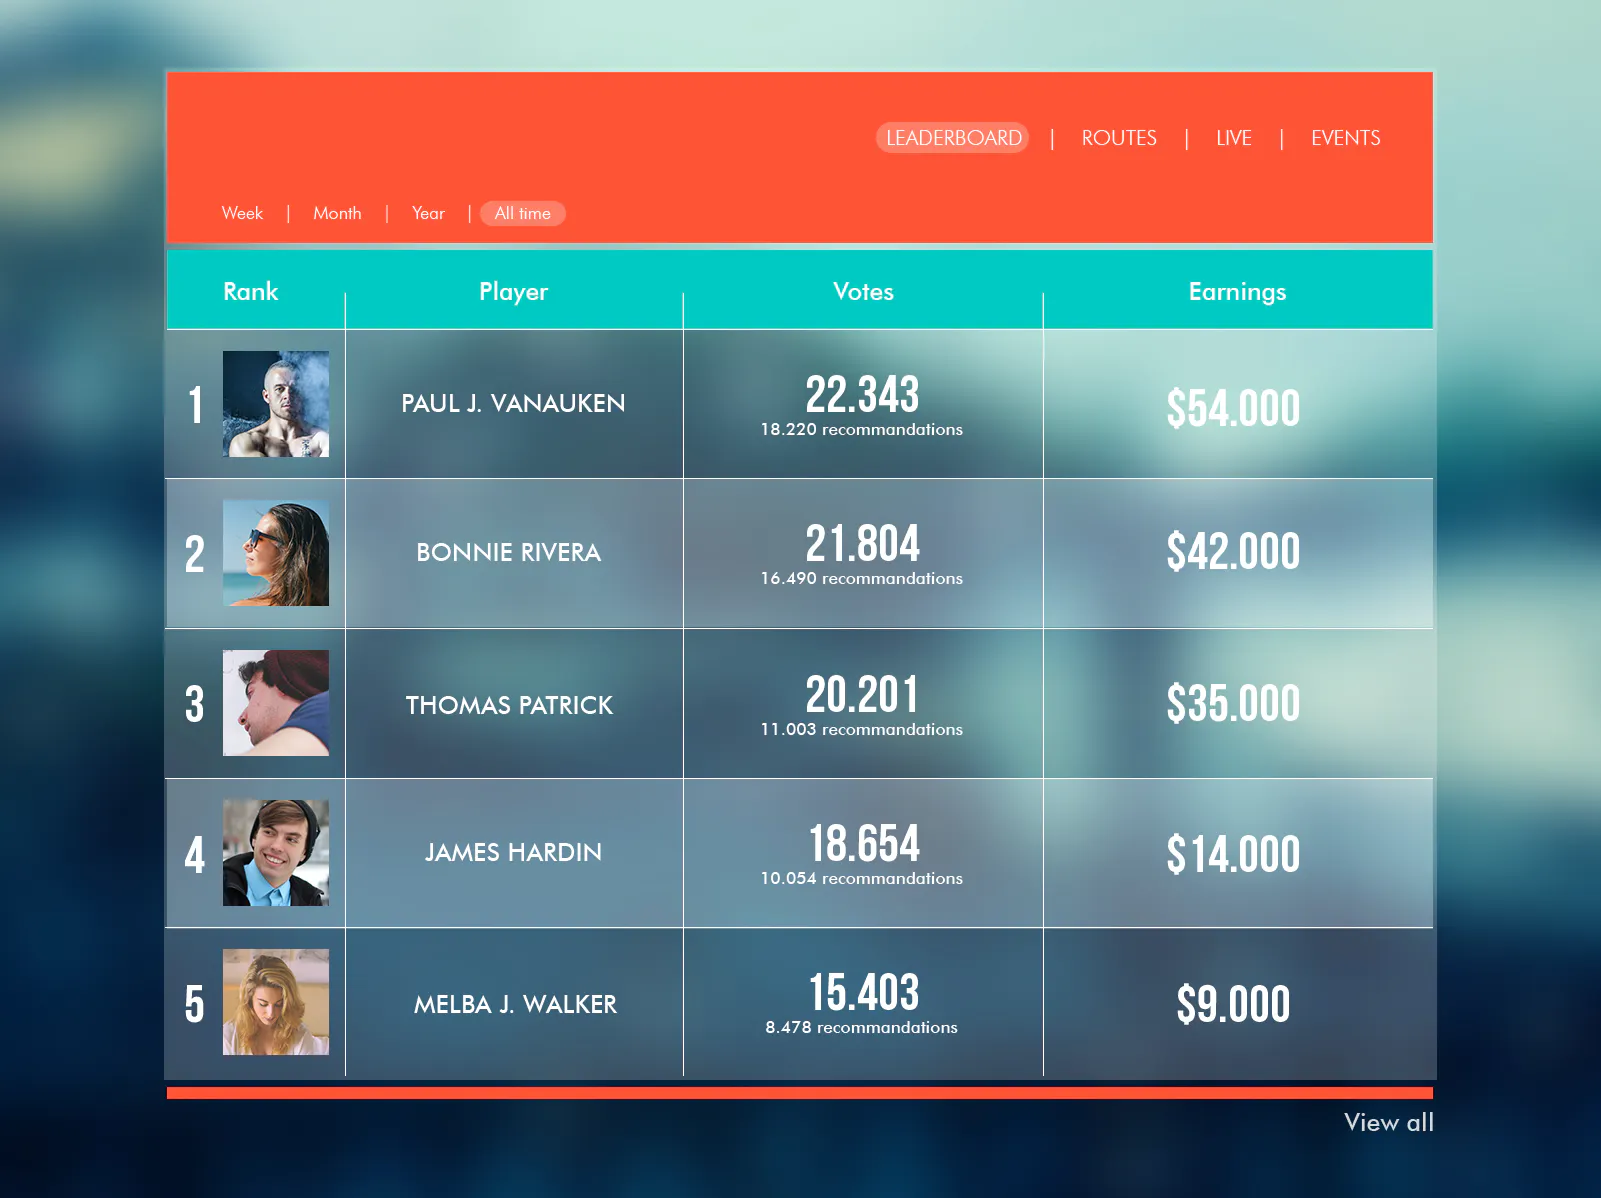 LEADERBOARD | ROUTES | LIVE | EVENTS
Week | Month | Year | All time
Rank Player Votes Earnings
1 PAUL J. VANAUKEN 22.343 $54.000
18.220 recommandations
2 BONNIE RIVERA 21.804 $42.000
16.490 recommandations
3 THOMAS PATRICK 20.201 $35.000
11.003 recommandations
4 JAMES HARDIN 18.654 $14.000
10.054 recommandations
5 MELBA J. WALKER 15.403 $9.000
8.478 recommandations
View all